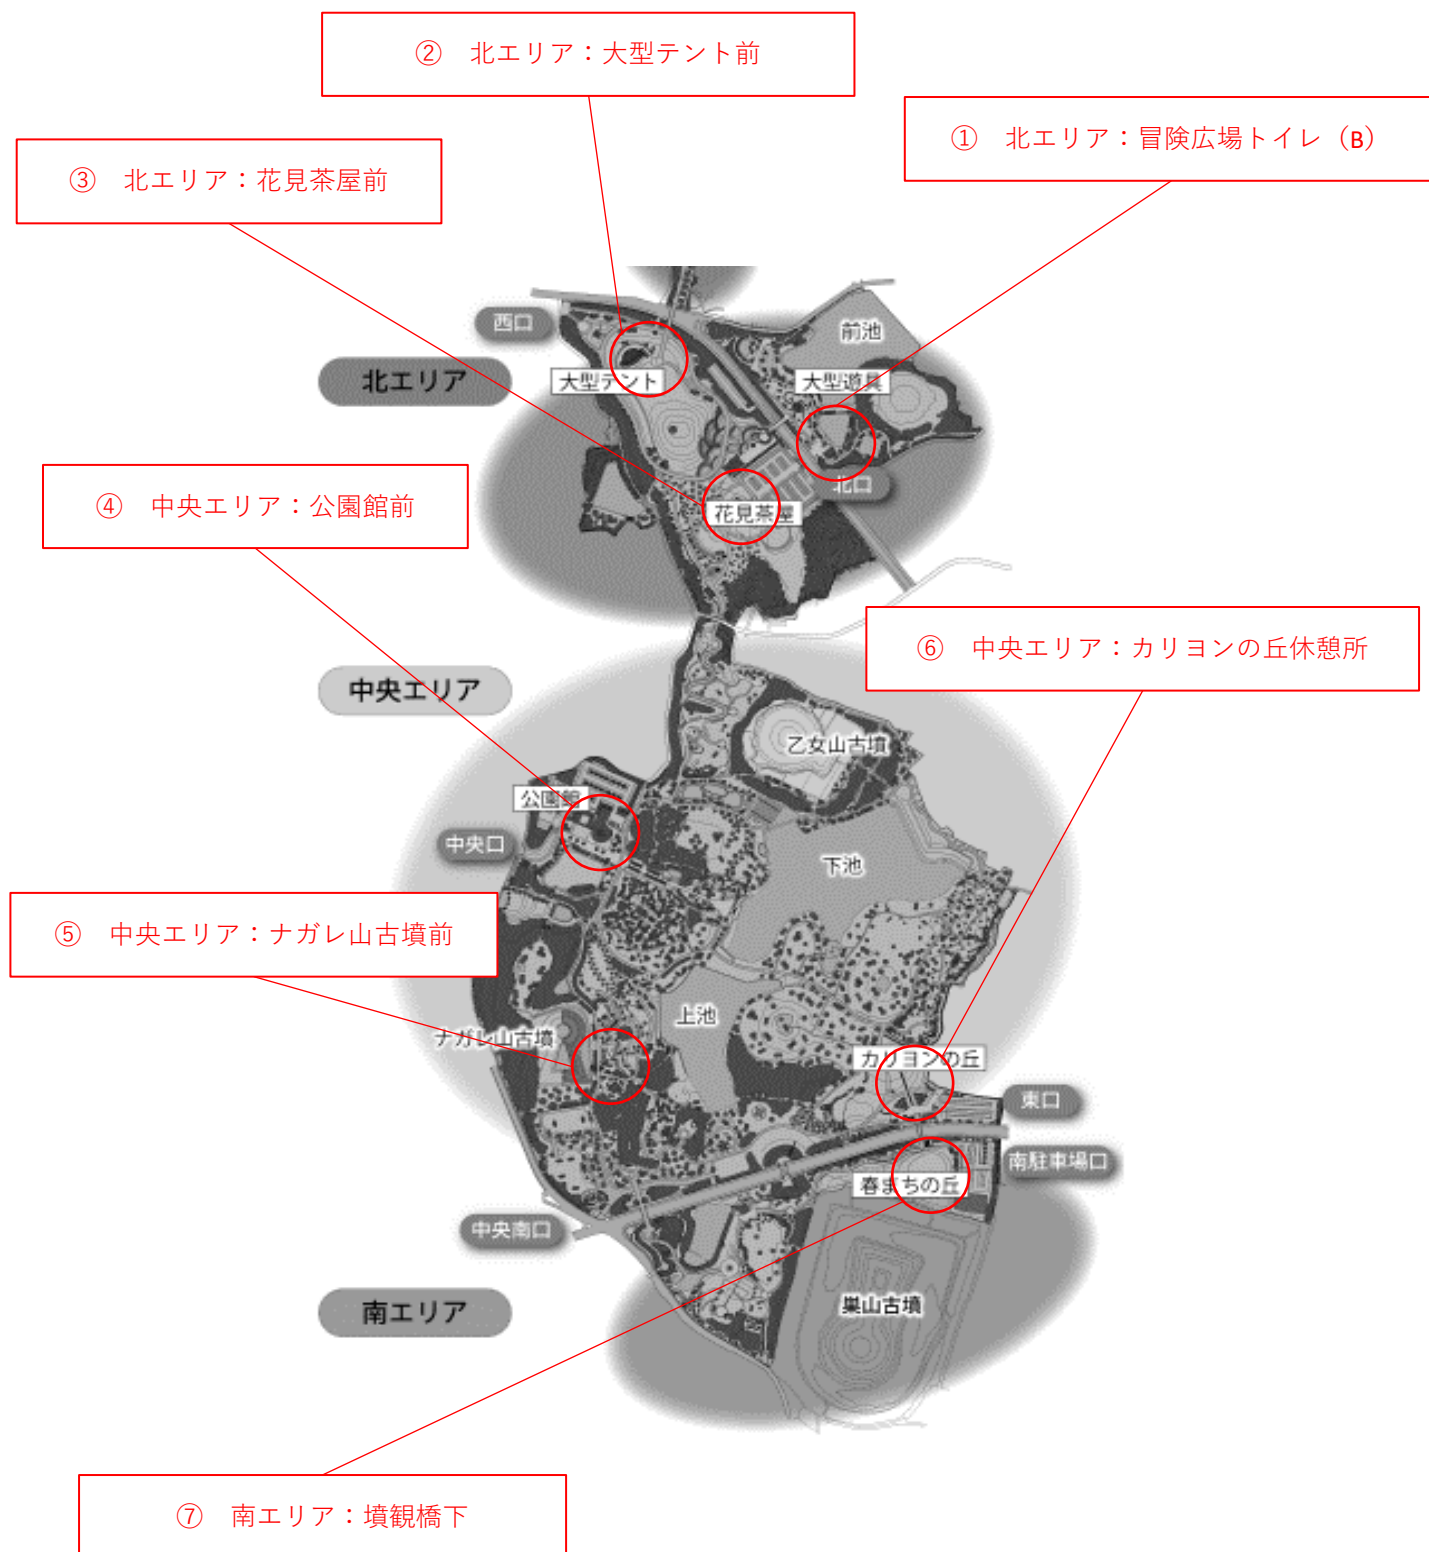 ②　北エリア：大型テント前
①　北エリア：冒険広場トイレ（B）
③　北エリア：花見茶屋前
西口
前池
北エリア
大型テント
大型遊具
④　中央エリア：公園館前
北口
花見茶屋
⑥　中央エリア：カリヨンの丘休憩所
中央エリア
乙女山古墳
公園館
中央口
下池
⑤　中央エリア：ナガレ山古墳前
上池
ナガレ山古墳
カリヨンの丘
東口
南駐車場口
春まちの丘
中央南口
南エリア
巣山古墳
⑦　南エリア：墳観橋下